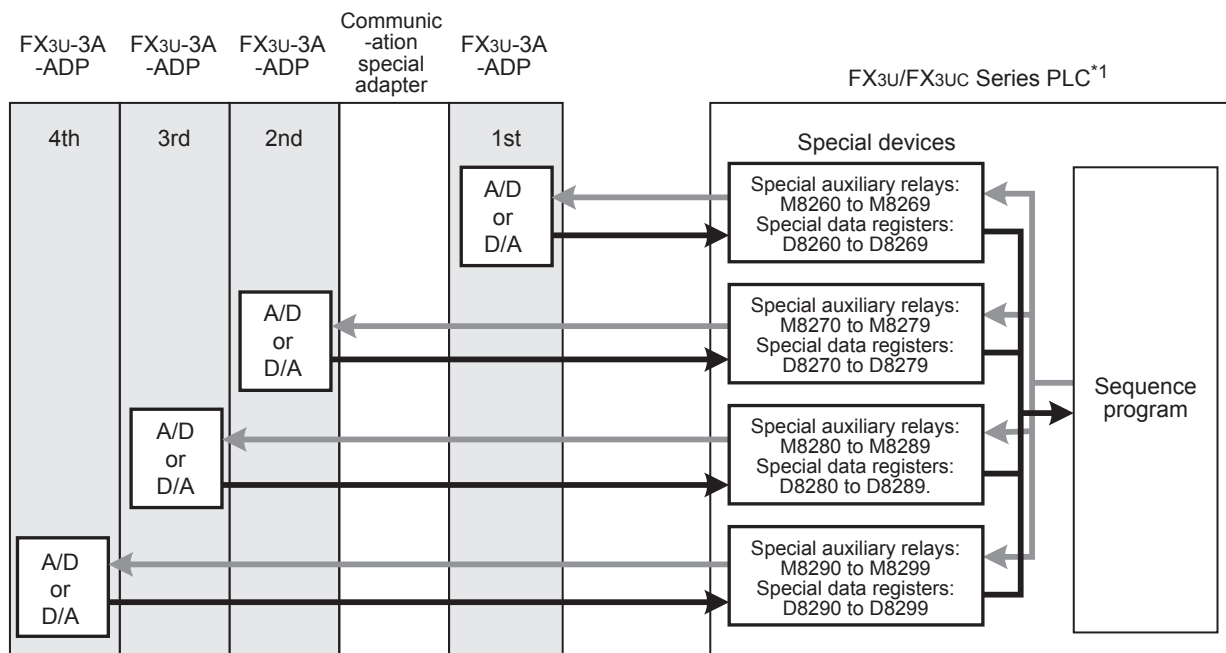 FX3U-3A
-ADP
FX3U-3A
-ADP
FX3U-3A
-ADP
Communic
-ation
special
adapter
FX3U-3A
-ADP
FX3U/FX3UC Series PLC*1
4th
3rd
2nd
1st
Special devices
A/D
or
D/A
Special auxiliary relays:
M8260 to M8269
Special data registers:
D8260 to D8269
A/D
or
D/A
Special auxiliary relays:
M8270 to M8279
Special data registers:
D8270 to D8279
Sequence
program
A/D
or
D/A
Special auxiliary relays:
M8280 to M8289
Special data registers:
D8280 to D8289.
A/D
or
D/A
Special auxiliary relays:
M8290 to M8299
Special data registers:
D8290 to D8299